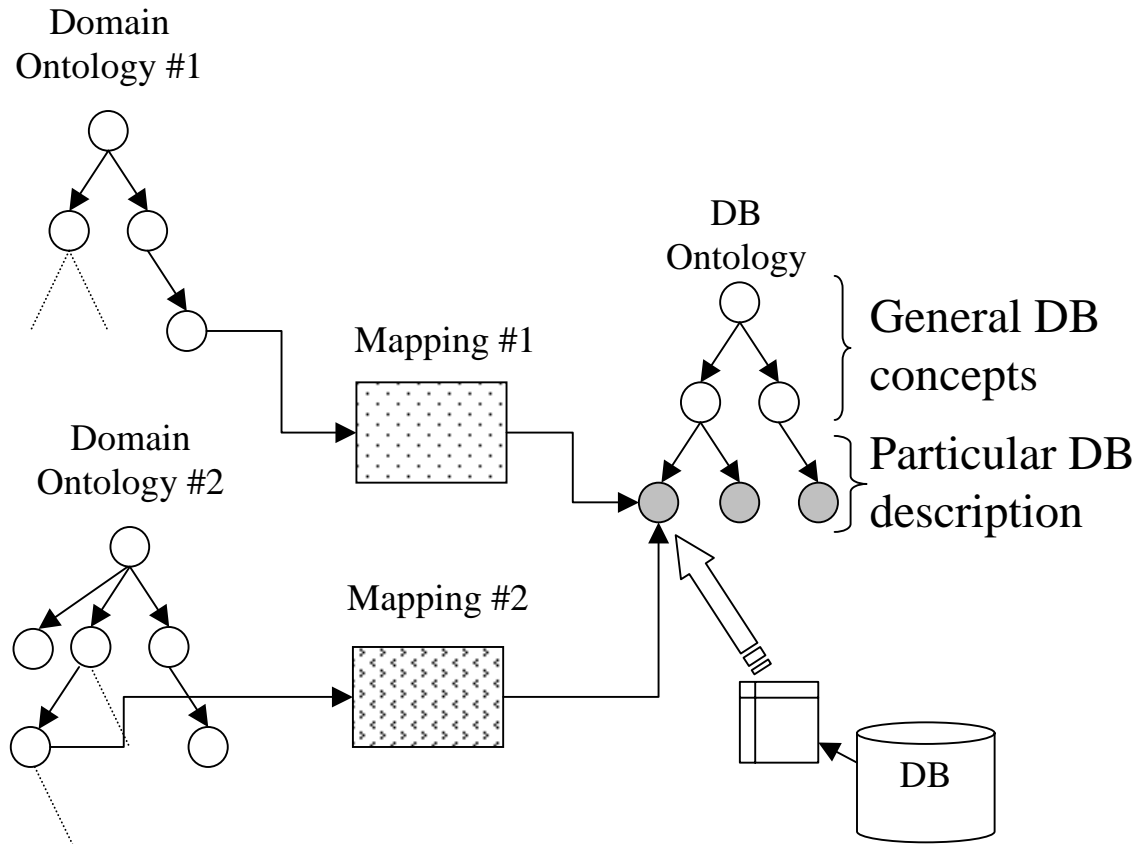 Domain
Ontology #1
DB
Ontology
General DB
concepts
Mapping #1
Particular DB
description
Domain
Ontology #2
Mapping #2
DB